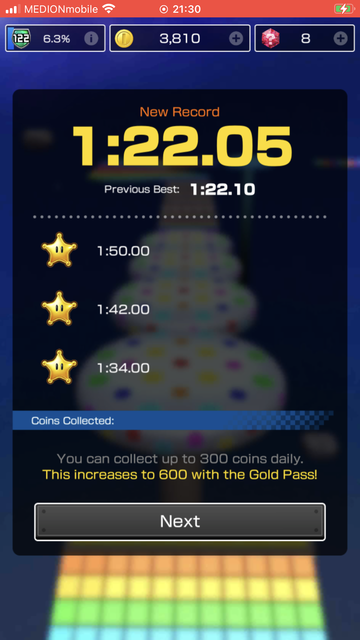 MEDIONmobile 21:30
122 6.3% i 3,810 + 8 +
New Record
1:22.05
Previous Best: 1:22.10
1:50.00
1:42.00
1:34.00
Coins Collected:
You can collect up to 300 coins daily.
This increases to 600 with the Gold Pass!
Next